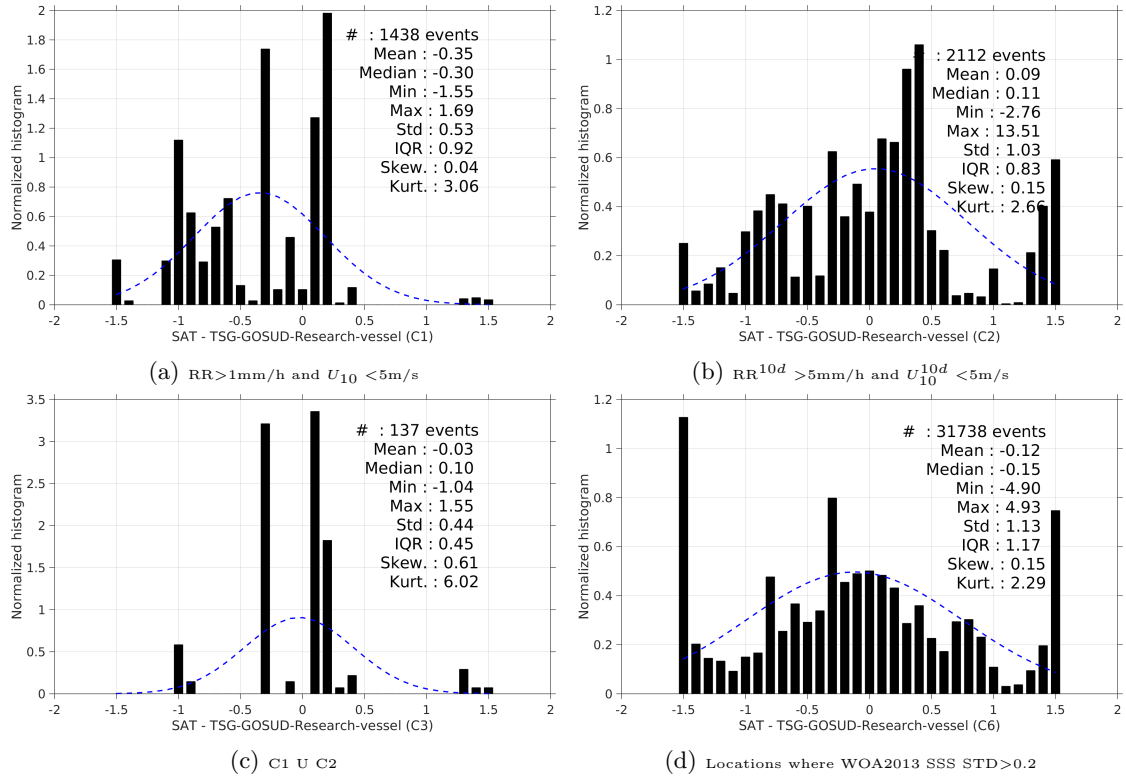 2
1.8
1.6
1.4
1.2
1
0.8
0.6
0.4
0.2
0
Normalized histogram
# : 1438 events
Mean : -0.35
Median : -0.30
Min : -1.55
Max : 1.69
Std : 0.53
IQR : 0.92
Skew. : 0.04
Kurt. : 3.06
-2 -1.5 -1 -0.5 0 0.5 1 1.5 2
SAT - TSG-GOSUD-Research-vessel (C1)
(a) RR>1mm/h and U10 <5m/s
1.2
1
0.8
0.6
0.4
0.2
0
Normalized histogram
# : 2112 events
Mean : 0.09
Median : 0.11
Min : -2.76
Max : 13.51
Std : 1.03
IQR : 0.83
Skew. : 0.15
Kurt. : 2.66
-2 -1.5 -1 -0.5 0 0.5 1 1.5 2
SAT - TSG-GOSUD-Research-vessel (C2)
(b) RR10d >5mm/h and U10d10 <5m/s
3.5
3
2.5
2
1.5
1
0.5
0
Normalized histogram
# : 137 events
Mean : -0.03
Median : 0.10
Min : -1.04
Max : 1.55
Std : 0.44
IQR : 0.45
Skew. : 0.61
Kurt. : 6.02
-2 -1.5 -1 -0.5 0 0.5 1 1.5 2
SAT - TSG-GOSUD-Research-vessel (C3)
(c) C1 U C2
1.2
1
0.8
0.6
0.4
0.2
0
Normalized histogram
# : 31738 events
Mean : -0.12
Median : -0.15
Min : -4.90
Max : 4.93
Std : 1.13
IQR : 1.17
Skew. : 0.15
Kurt. : 2.29
-2 -1.5 -1 -0.5 0 0.5 1 1.5 2
SAT - TSG-GOSUD-Research-vessel (C6)
(d) Locations where WOA2013 SSS STD>0.2